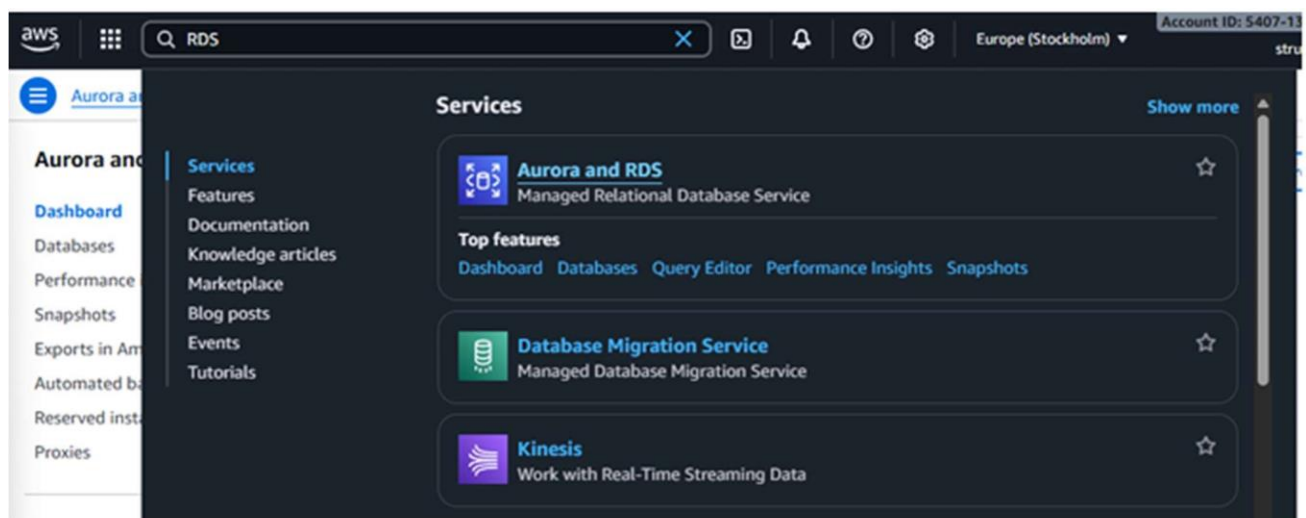 aws
RDS
Europe (Stockholm)
Account ID: 5407-13
Aurora
Services
Show more
Aurora and
Dashboard
Databases
Performance
Snapshots
Exports in
Automated
Reserved
Proxies
Services
Features
Documentation
Knowledge articles
Marketplace
Blog posts
Events
Tutorials
Aurora and RDS
Managed Relational Database Service
Top features
Dashboard Databases Query Editor Performance Insights Snapshots
Database Migration Service
Managed Database Migration Service
Kinesis
Work with Real-Time Streaming Data